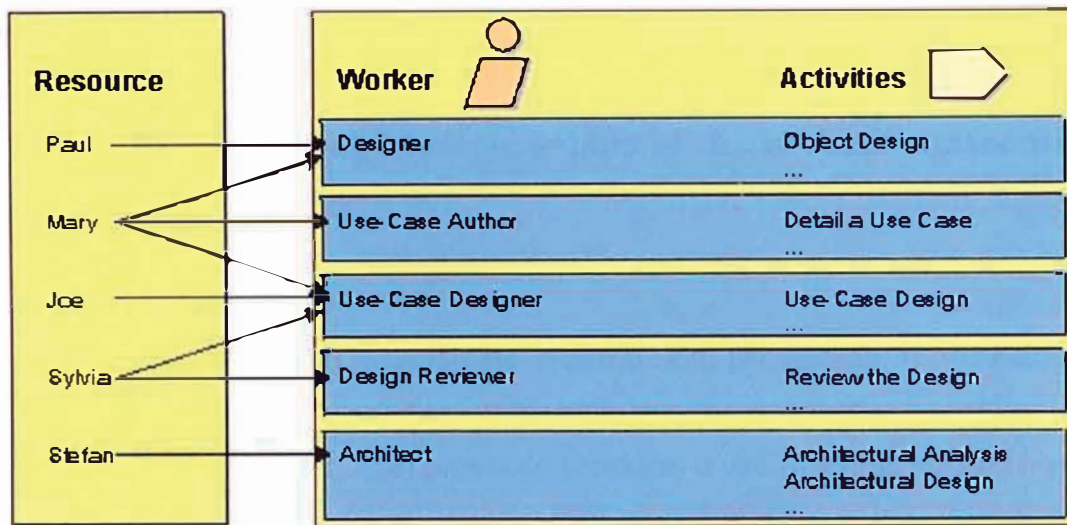 Resource
Worker
Activities
Paul
Designer
Object Design
...
Mary
Use-Case Author
Detail a Use Case
...
Joe
Use-Case Designer
Use-Case Design
...
Sylvia
Design Reviewer
Review the Design
...
Stefan
Architect
Architectural Analysis
Architectural Design
...